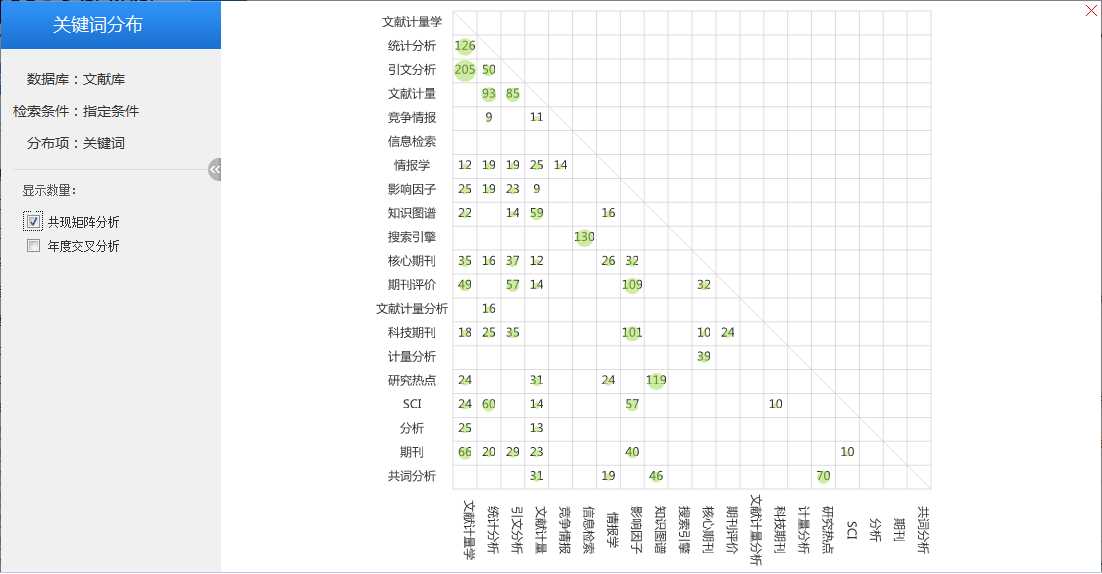 关键词分布
数据库：文献库
检索条件：指定条件
分布项：关键词
显示数量：
共现矩阵分析
年度交叉分析
文献计量学
统计分析 126
引文分析 205 50
文献计量 93 85
竞争情报 9 11
信息检索
情报学 12 19 19 25 14
影响因子 25 19 23 9
知识图谱 22 14 59 16
搜索引擎 130
核心期刊 35 16 37 12 26 32
期刊评价 49 57 14 109 32
文献计量分析 16
科技期刊 18 25 35 101 10 24
计量分析 39
研究热点 24 31 24 119
SCI 24 60 14 57 10
分析 25 13
期刊 66 20 29 23 40 10
共词分析 31 19 46 70
文献计量学
统计分析
引文分析
文献计量
竞争情报
信息检索
情报学
影响因子
知识图谱
搜索引擎
核心期刊
期刊评价
文献计量分析
科技期刊
计量分析
研究热点
SCI
分析
期刊
共词分析